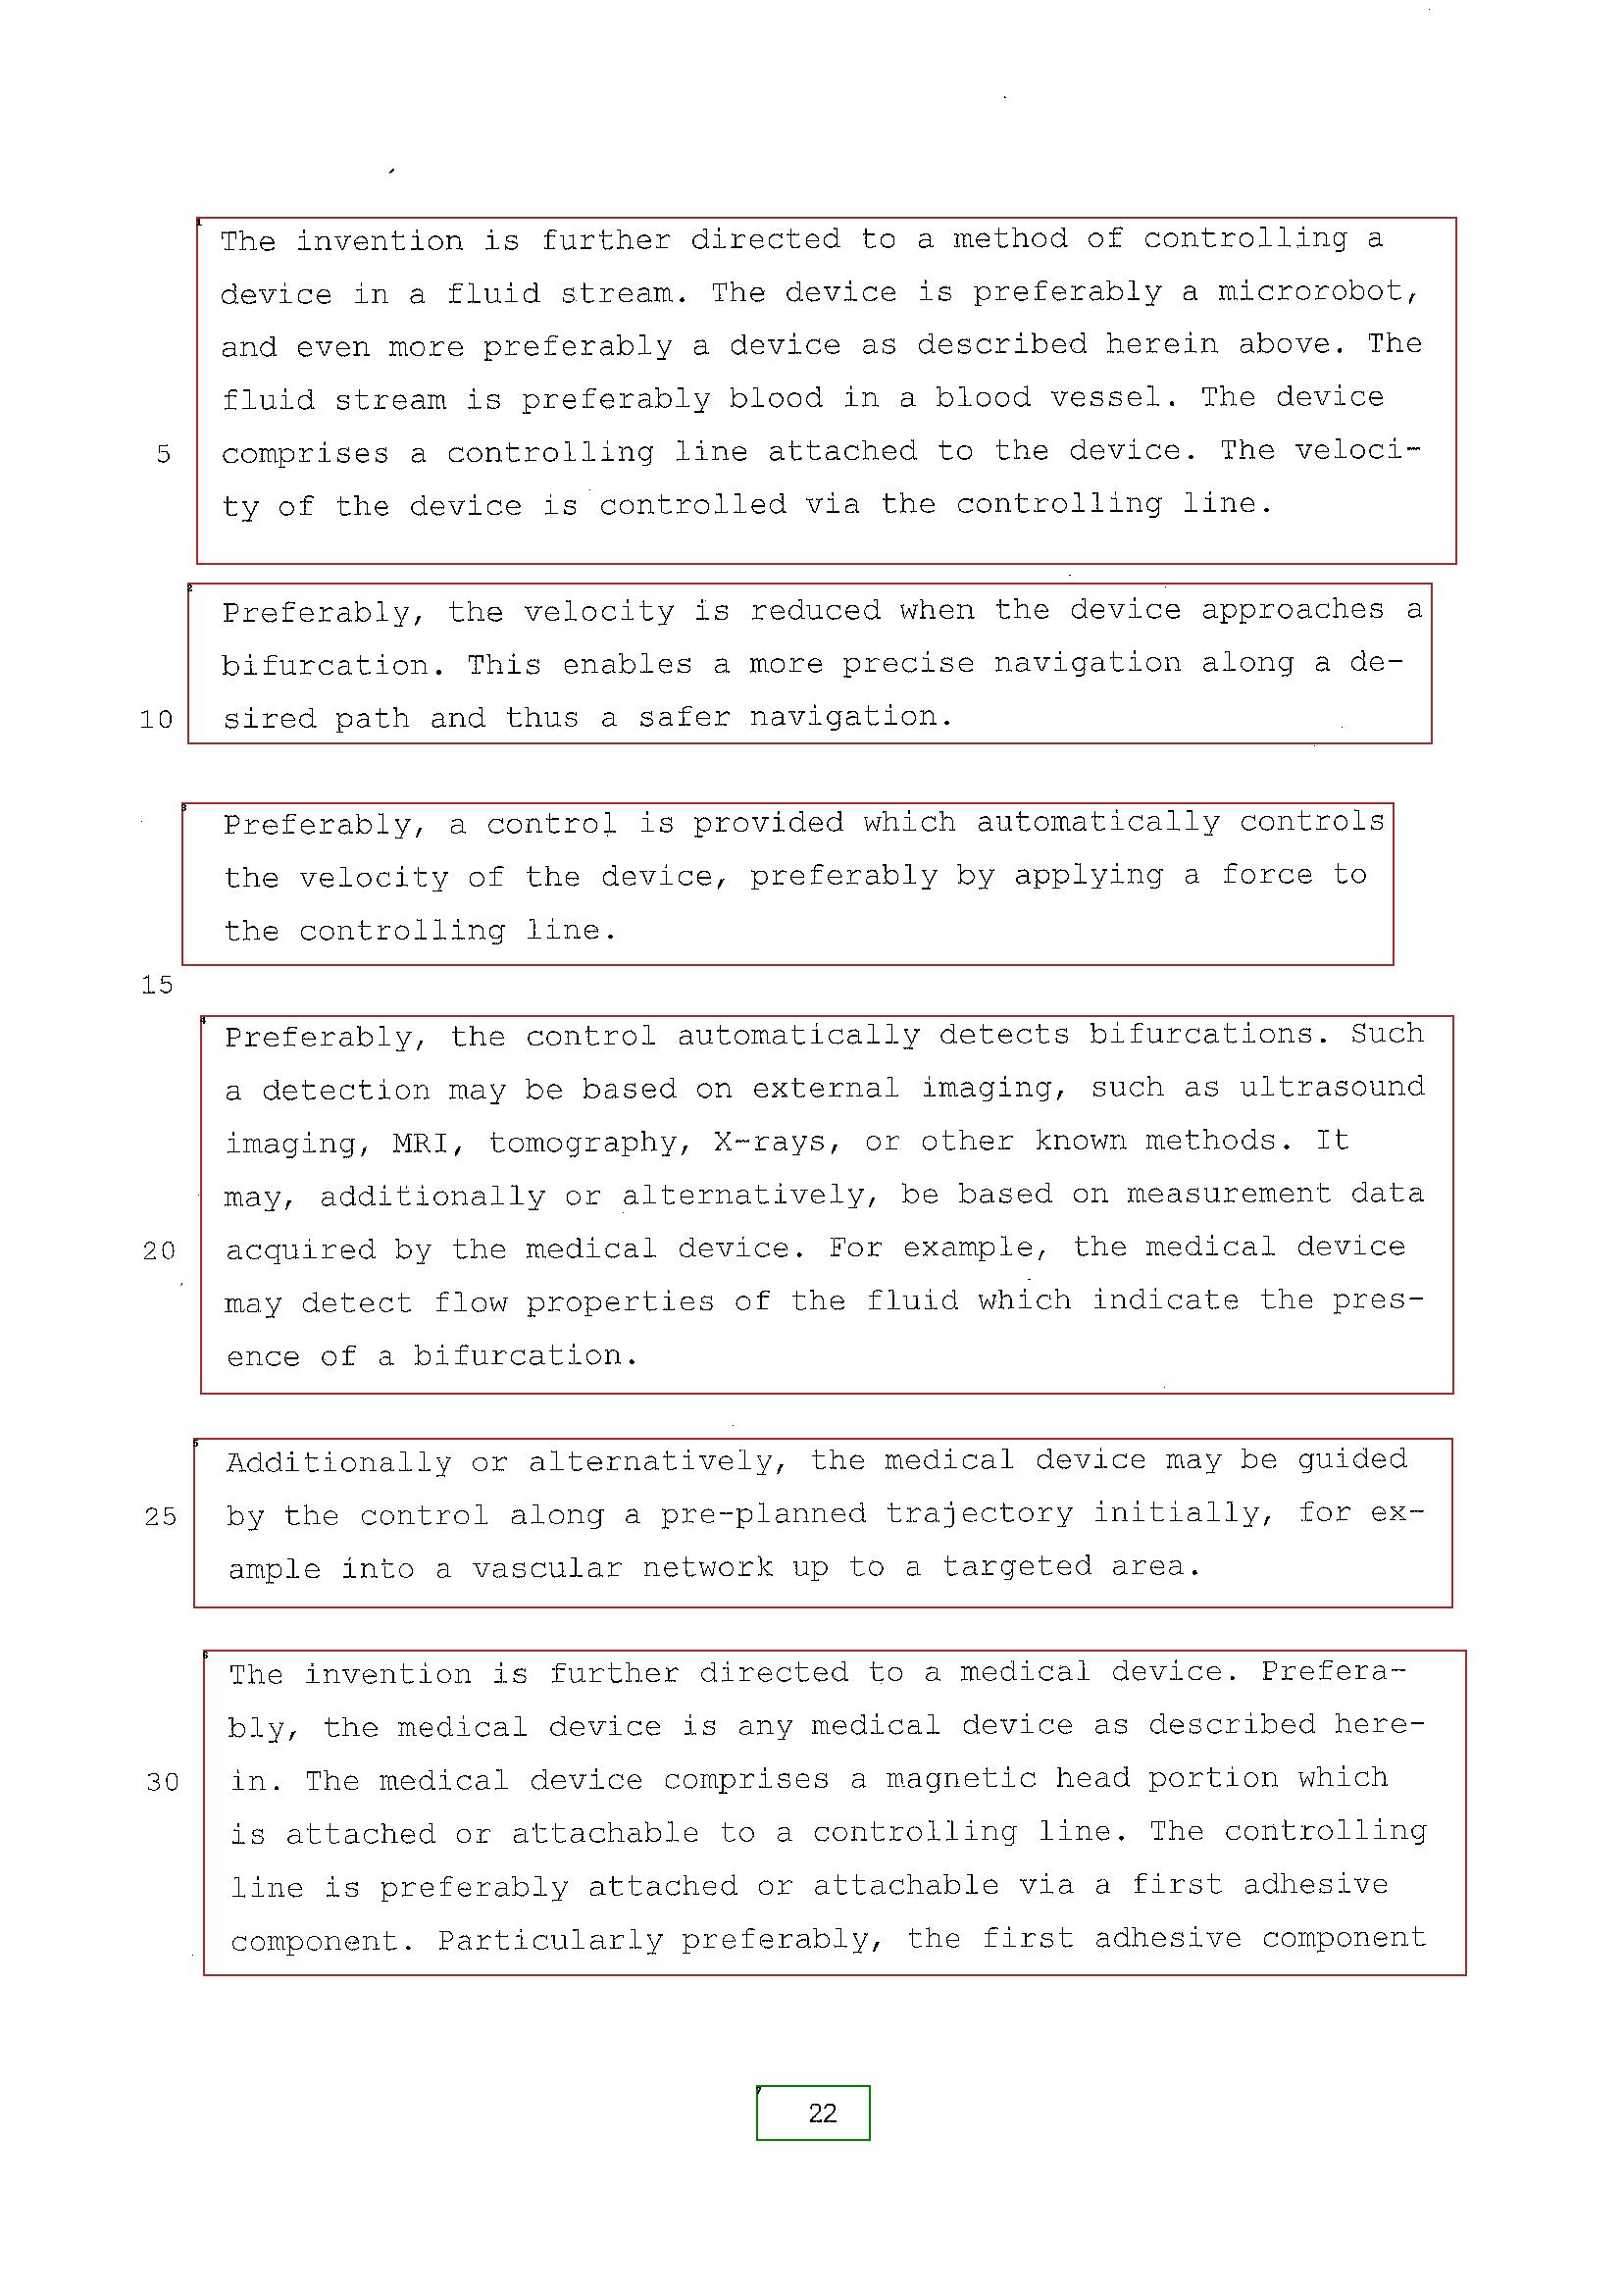 The invention is further directed to a method of controlling a
device in a fluid stream. The device is preferably a microrobot,
and even more preferably a device as described herein above. The
fluid stream is preferably blood in a blood vessel. The device
5 comprises a controlling line attached to the device. The veloci-
ty of the device is controlled via the controlling line.
Preferably, the velocity is reduced when the device approaches a
bifurcation. This enables a more precise navigation along a de-
10 sired path and thus a safer navigation.
Preferably, a control is provided which automatically controls
the velocity of the device, preferably by applying a force to
the controlling line.
15
Preferably, the control automatically detects bifurcations. Such
a detection may be based on external imaging, such as ultrasound
imaging, MRI, tomography, X-rays, or other known methods. It
may, additionally or alternatively, be based on measurement data
20 acquired by the medical device. For example, the medical device
may detect flow properties of the fluid which indicate the pres-
ence of a bifurcation.
Additionally or alternatively, the medical device may be guided
25 by the control along a pre-planned trajectory initially, for ex-
ample into a vascular network up to a targeted area.
The invention is further directed to a medical device. Prefera-
bly, the medical device is any medical device as described here-
30 in. The medical device comprises a magnetic head portion which
is attached or attachable to a controlling line. The controlling
line is preferably attached or attachable via a first adhesive
component. Particularly preferably, the first adhesive component
22